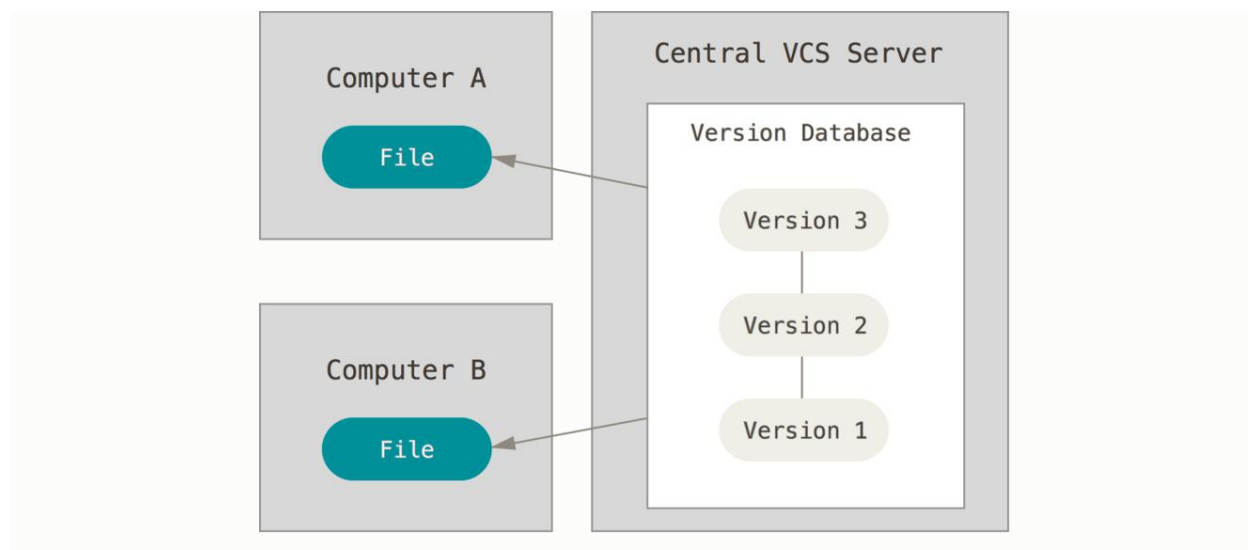 Computer A
File
Computer B
File
Central VCS Server
Version Database
Version 3
Version 2
Version 1